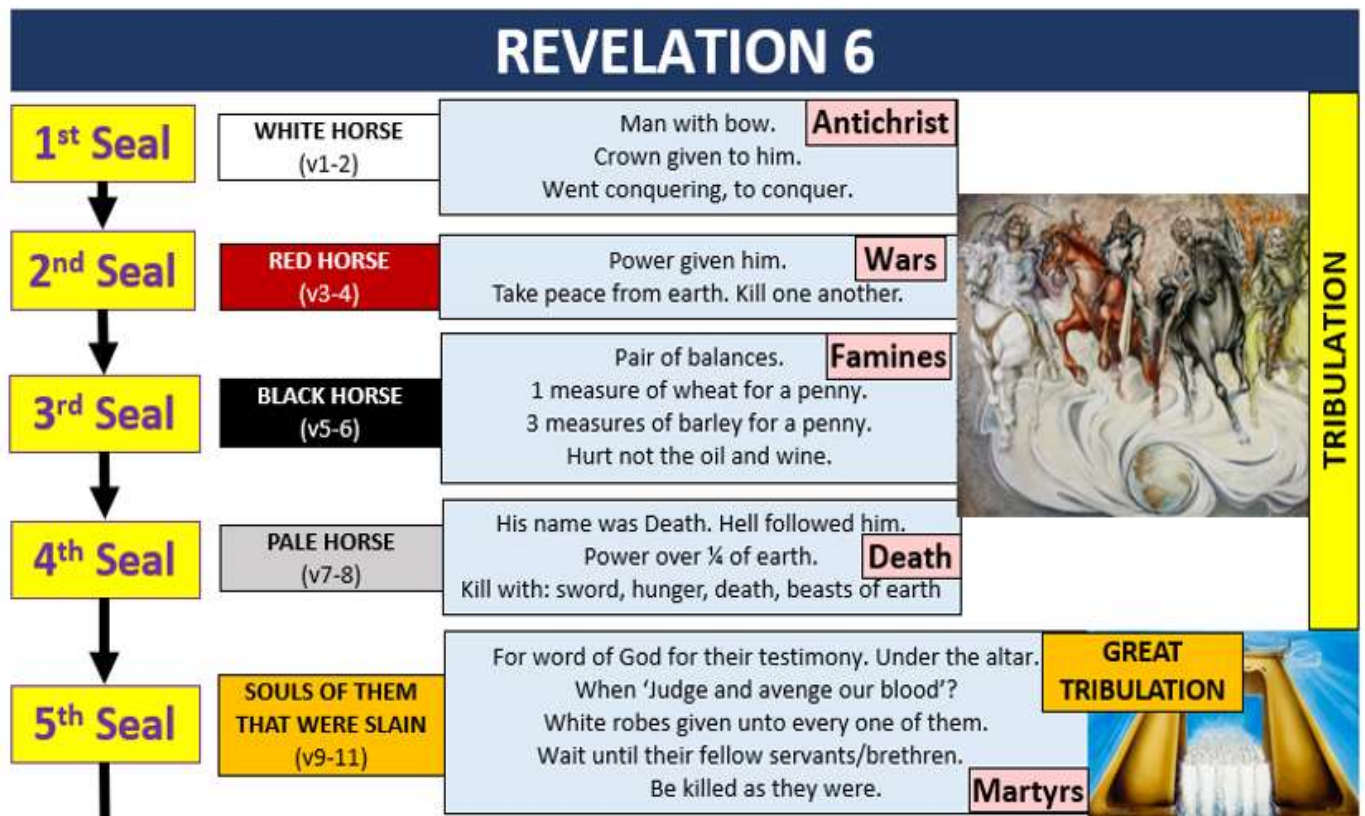 REVELATION 6
1st Seal
WHITE HORSE
(v1-2)
Man with bow.
Crown given to him.
Went conquering, to conquer.
Antichrist
2nd Seal
RED HORSE
(v3-4)
Power given him.
Take peace from earth. Kill one another.
Wars
3rd Seal
BLACK HORSE
(v5-6)
Pair of balances.
1 measure of wheat for a penny.
3 measures of barley for a penny.
Hurt not the oil and wine.
Famines
4th Seal
PALE HORSE
(v7-8)
His name was Death. Hell followed him.
Power over ¼ of earth.
Kill with: sword, hunger, death, beasts of earth
Death
TRIBULATION
5th Seal
SOULS OF THEM
THAT WERE SLAIN
(v9-11)
For word of God for their testimony. Under the altar.
When ‘Judge and avenge our blood’?
White robes given unto every one of them.
Wait until their fellow servants/brethren.
Be killed as they were.
Martyrs
GREAT
TRIBULATION